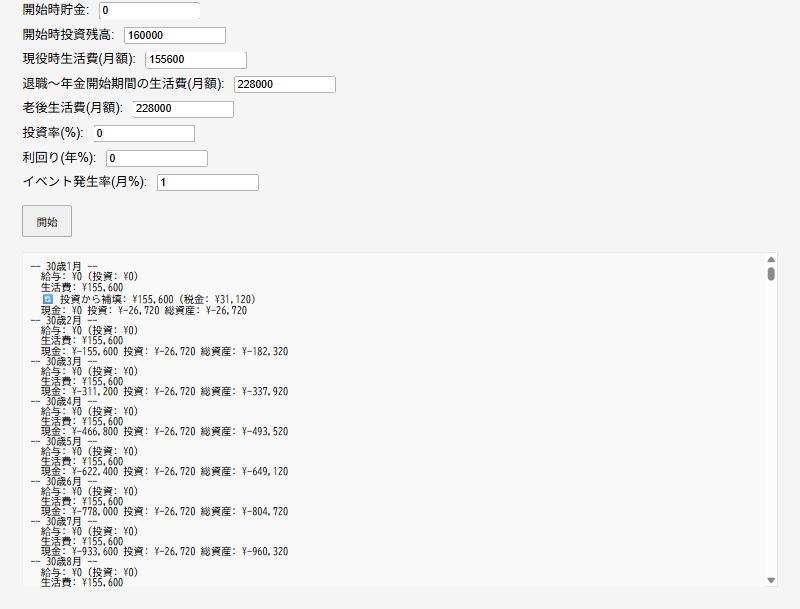 開始時貯金: 0
開始時投資残高: 160000
現役時生活費(月額): 155600
退職～年金開始期間の生活費(月額): 228000
老後生活費(月額): 228000
投資率(%): 0
利回り(年%): 0
イベント発生率(月%): 1
開始
-- 30歳1月 --
給与: ¥0 (投資: ¥0)
生活費: ¥155,600
投資から補填: ¥155,600 (税金: ¥31,120)
現金: ¥0 投資: ¥-26,720 総資産: ¥-26,720
-- 30歳2月 --
給与: ¥0 (投資: ¥0)
生活費: ¥155,600
現金: ¥-155,600 投資: ¥-26,720 総資産: ¥-182,320
-- 30歳3月 --
給与: ¥0 (投資: ¥0)
生活費: ¥155,600
現金: ¥-311,200 投資: ¥-26,720 総資産: ¥-337,920
-- 30歳4月 --
給与: ¥0 (投資: ¥0)
生活費: ¥155,600
現金: ¥-466,800 投資: ¥-26,720 総資産: ¥-493,520
-- 30歳5月 --
給与: ¥0 (投資: ¥0)
生活費: ¥155,600
現金: ¥-622,400 投資: ¥-26,720 総資産: ¥-649,120
-- 30歳6月 --
給与: ¥0 (投資: ¥0)
生活費: ¥155,600
現金: ¥-778,000 投資: ¥-26,720 総資産: ¥-804,720
-- 30歳7月 --
給与: ¥0 (投資: ¥0)
生活費: ¥155,600
現金: ¥-933,600 投資: ¥-26,720 総資産: ¥-960,320
-- 30歳8月 --
給与: ¥0 (投資: ¥0)
生活費: ¥155,600